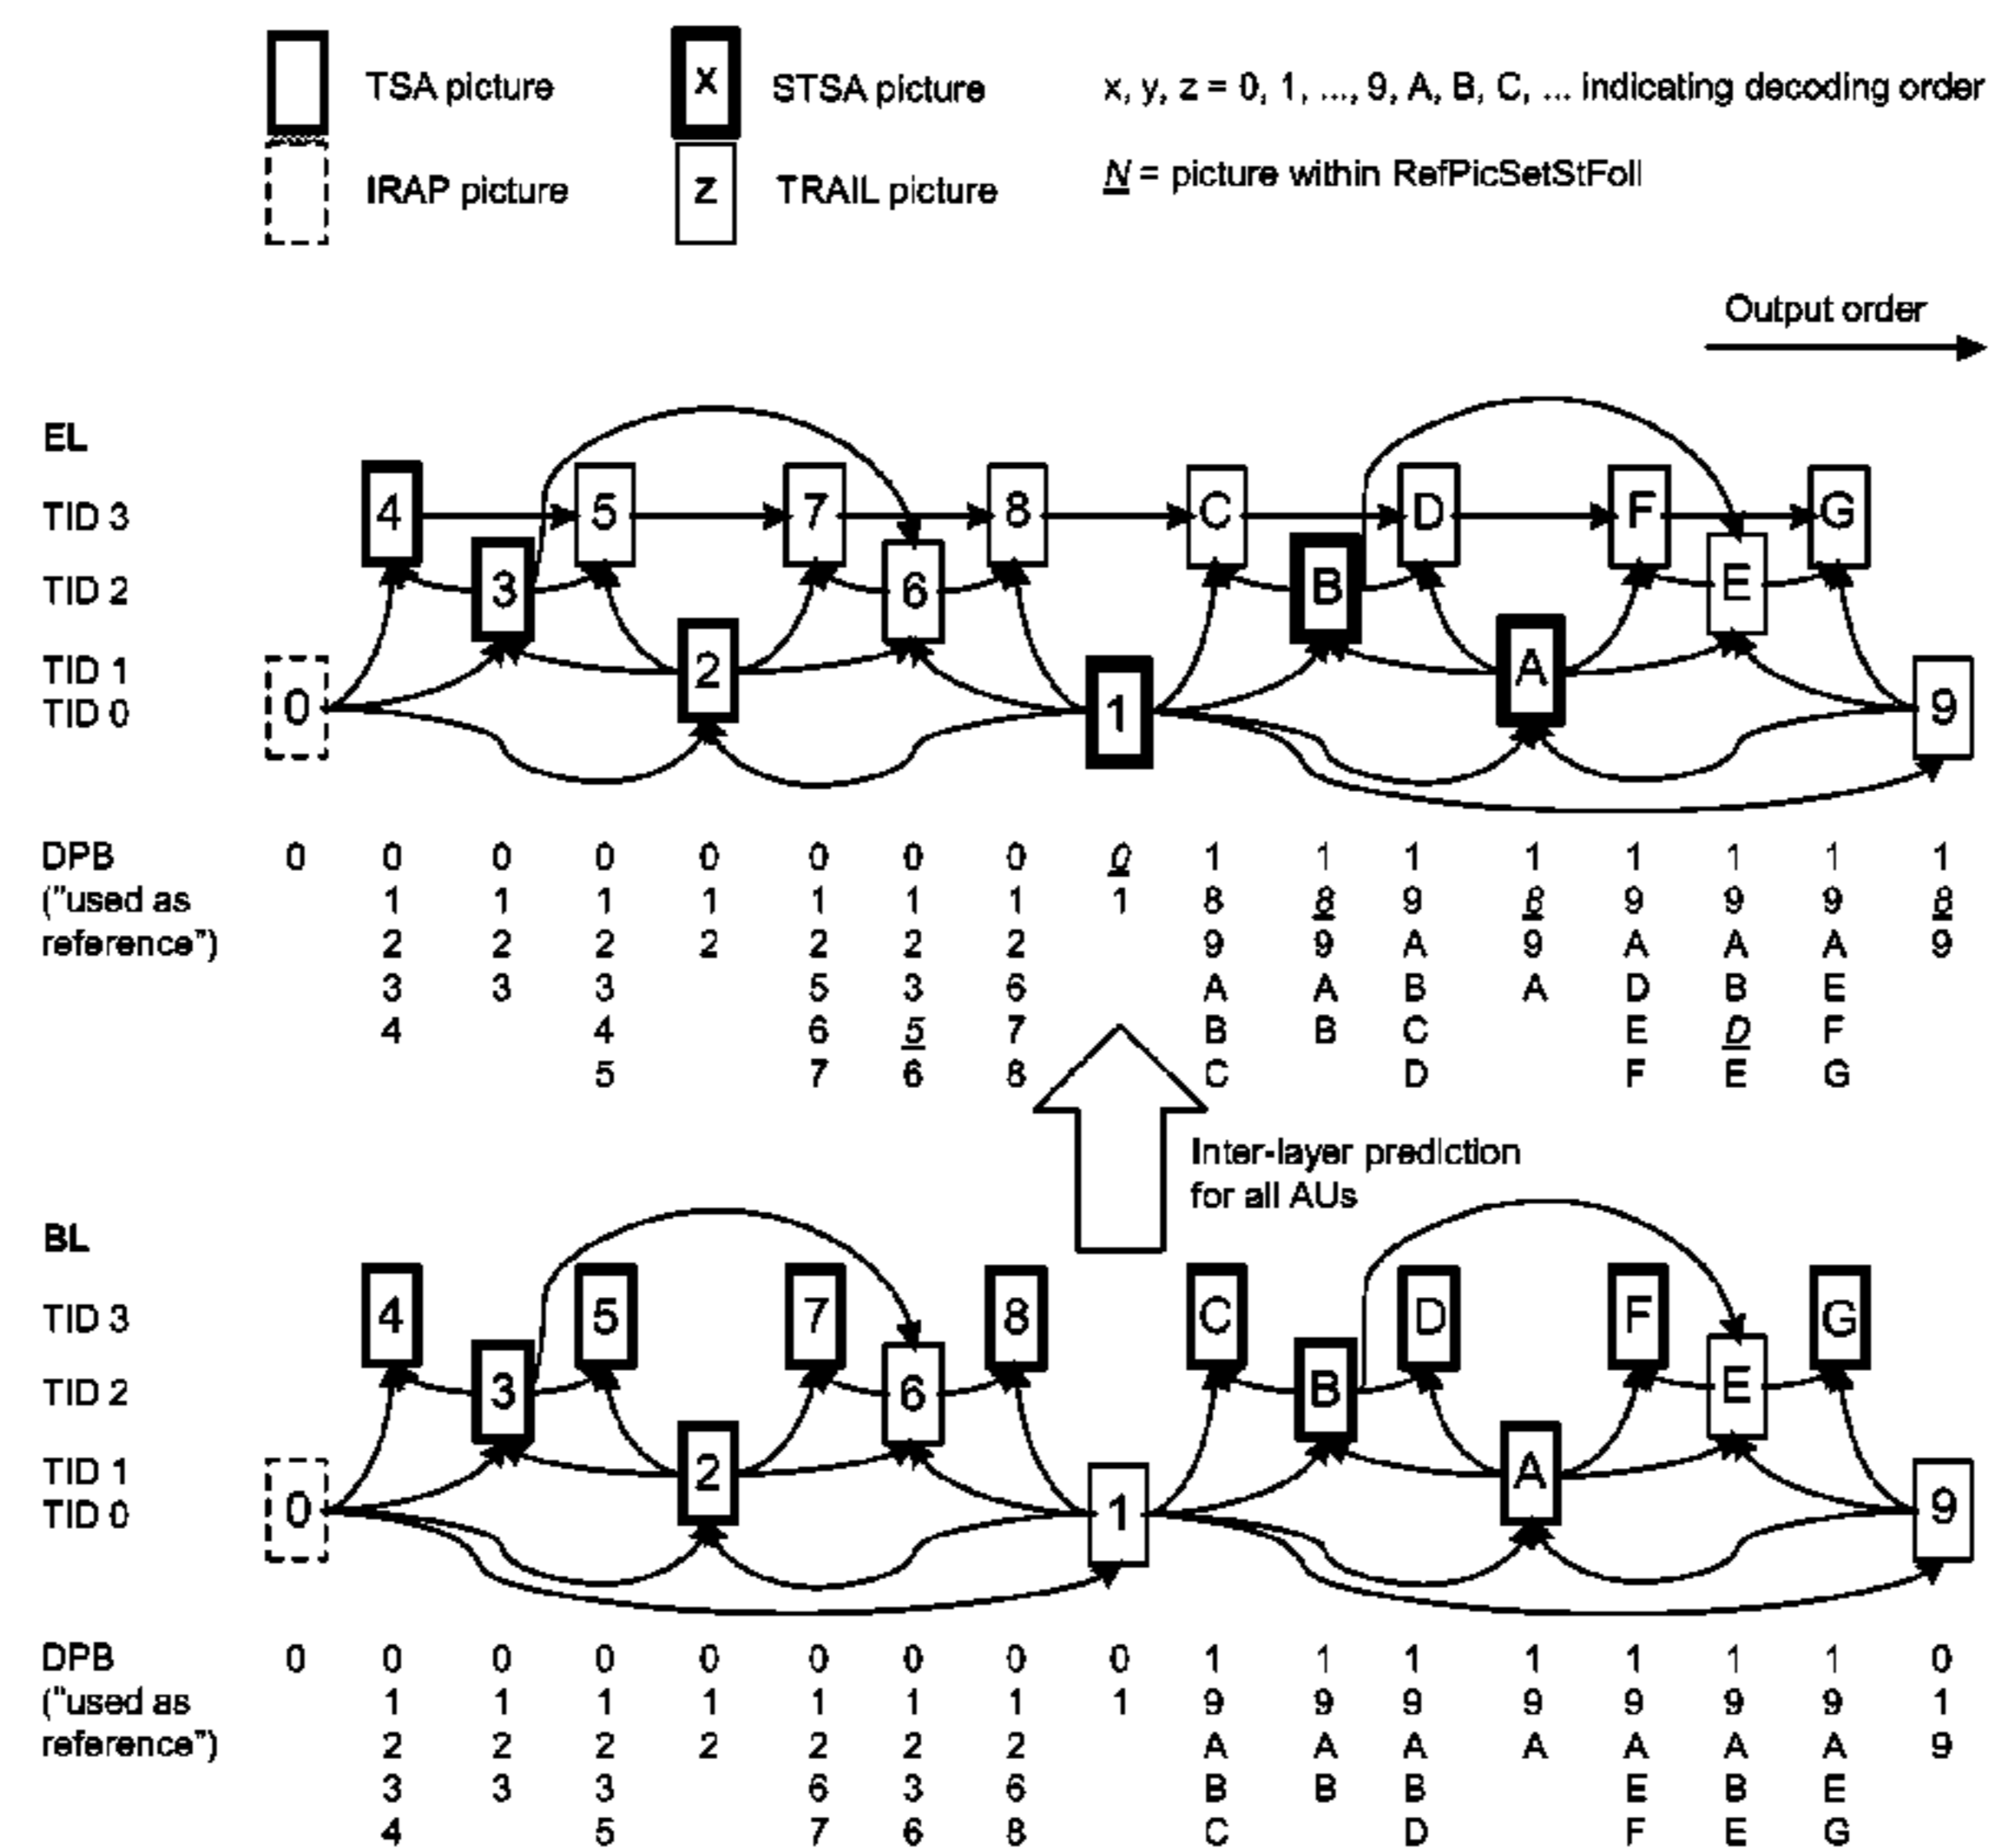 TSA picture X STSA picture x, y, z = 0, 1, ..., 9, A, B, C, ... indicating decoding order
IRAP picture z TRAIL picture N = picture within RefPicSetStFoll
Output order
EL
TID 3 4 5 7 8 C D F G
TID 2 3 6 B E
TID 1 2 A
TID 0 0 1 9
DPB 0 0 0 0 0 0 0 0 0 1 1 1 1 1 1 1 1
("used as 1 1 1 1 1 1 1 1 8 8 9 8 9 9 9 8
reference") 2 2 2 2 2 2 2 9 9 A 9 A A A 9
3 3 3 5 3 6 A A B A D B E
4 4 6 5 7 B B C E D F
5 7 6 8 C D F E G
Inter-layer prediction
for all AUs
BL
TID 3 4 5 7 8 C D F G
TID 2 3 6 B E
TID 1 2 A
TID 0 0 1 9
DPB 0 0 0 0 0 0 0 0 0 1 1 1 1 1 1 1 0
("used as 1 1 1 1 1 1 1 1 9 9 9 9 9 9 9 1
reference") 2 2 2 2 2 2 2 A A A A A A A 9
3 3 3 6 3 6 B B B E B E
4 5 7 6 8 C D F E G